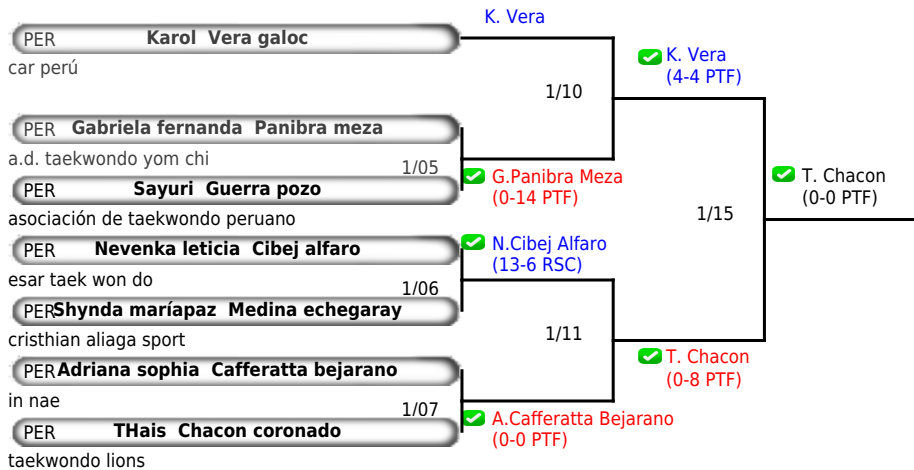 K. Vera
PER Karol Vera galoc
car perú
K. Vera
(4-4 PTF)
1/10
PER Gabriela fernanda Panibra meza
a.d. taekwondo yom chi
1/05
G.Panibra Meza
(0-14 PTF)
PER Sayuri Guerra pozo
asociación de taekwondo peruano
T. Chacon
(0-0 PTF)
1/15
PER Nevenka leticia Cibej alfaro
esar taek won do
N.Cibej Alfaro
(13-6 RSC)
1/06
PER Shynda maríapaz Medina echegaray
cristhian aliaga sport
1/11
T. Chacon
(0-8 PTF)
PER Adriana sophia Cafferatta bejarano
in nae
1/07
A.Cafferatta Bejarano
(0-0 PTF)
PER THais Chacon coronado
taekwondo lions